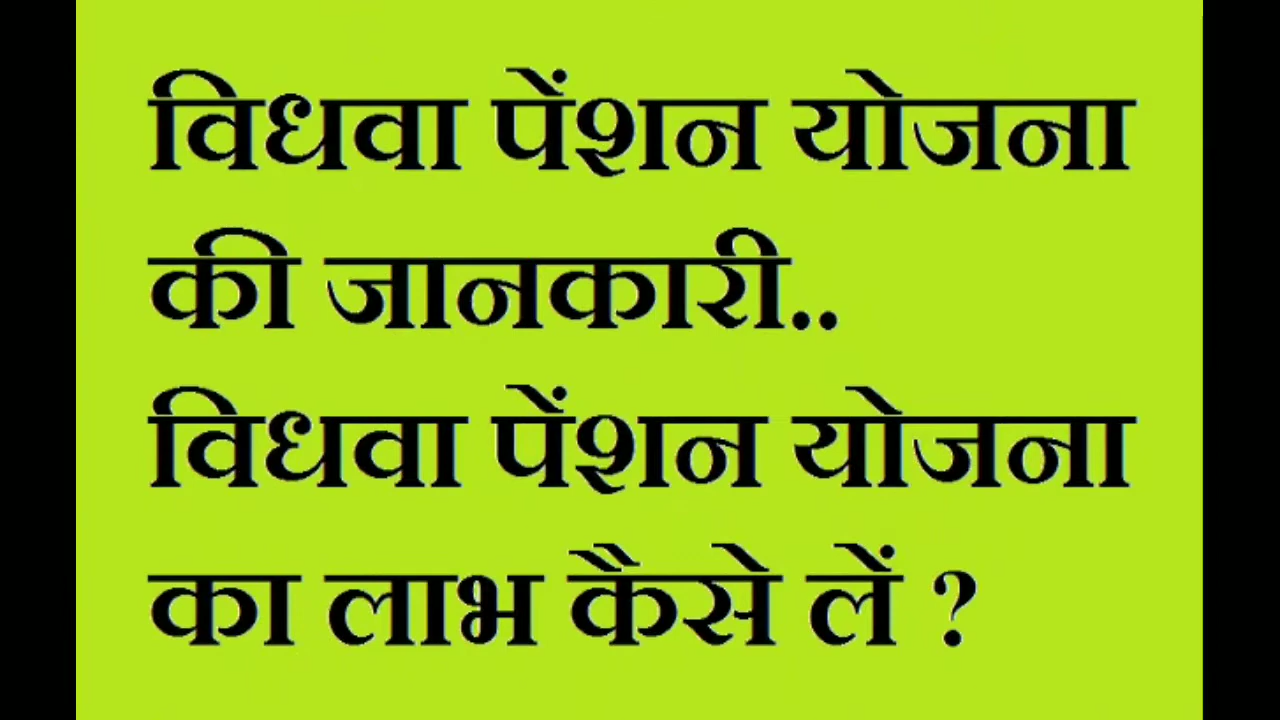 विधवा पेंशन योजना
की जानकारी..
विधवा पेंशन योजना
का लाभ कैसे लें ?